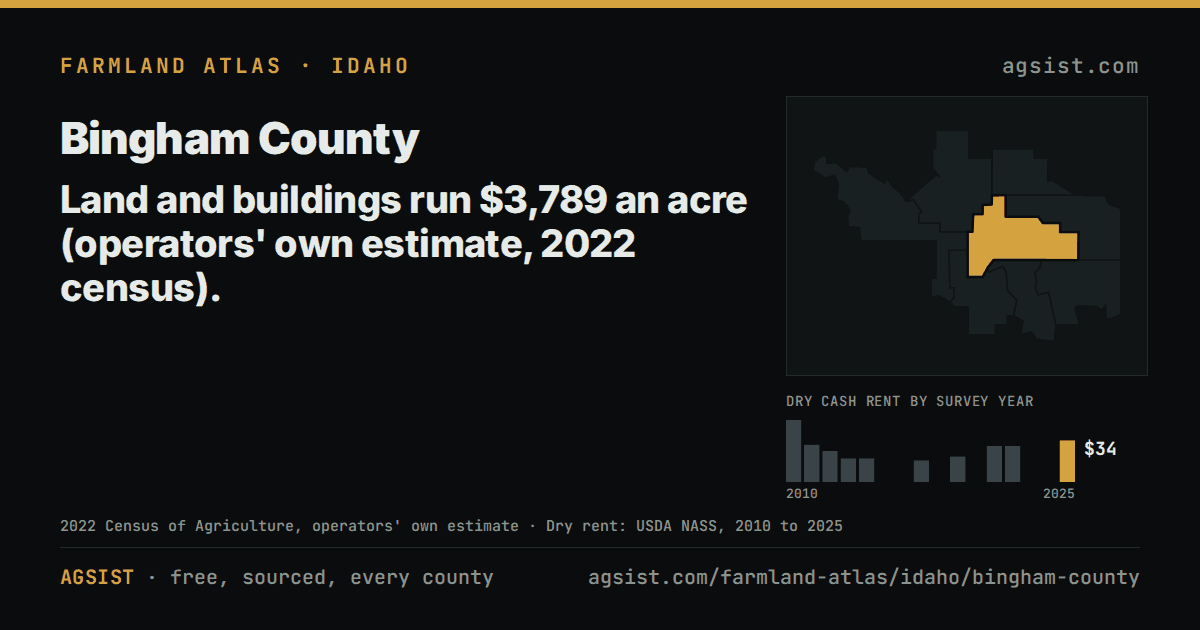 FARMLAND ATLAS · IDAHO
agsist.com
Bingham County
Land and buildings run $3,789 an acre
(operators' own estimate, 2022
census).
DRY CASH RENT BY SURVEY YEAR
$34
2010
2025
2022 Census of Agriculture, operators' own estimate · Dry rent: USDA NASS, 2010 to 2025
AGSIST · free, sourced, every county
agsist.com/farmland-atlas/idaho/bingham-county